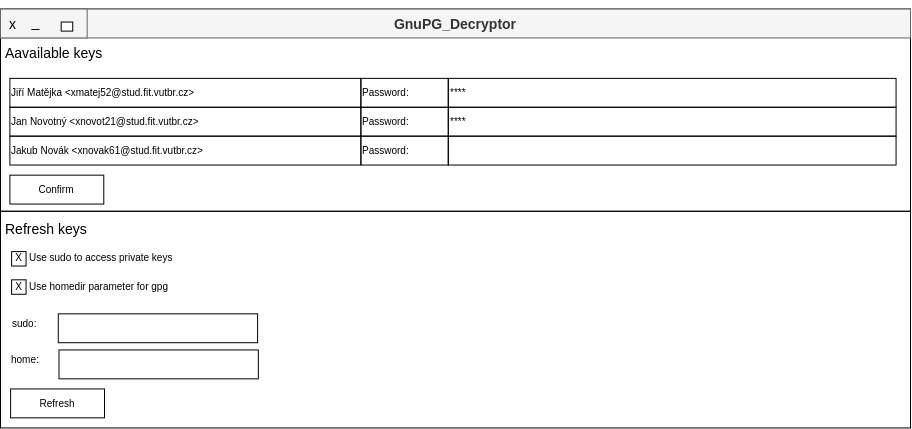 x _ GnuPG_Decryptor
Aavailable keys
Jiří Matějka <xmatej52@stud.fit.vutbr.cz> Password: ****
Jan Novotný <xnovot21@stud.fit.vutbr.cz> Password: ****
Jakub Novák <xnovak61@stud.fit.vutbr.cz> Password:
Confirm
Refresh keys
X Use sudo to access private keys
X Use homedir parameter for gpg
sudo:
home:
Refresh